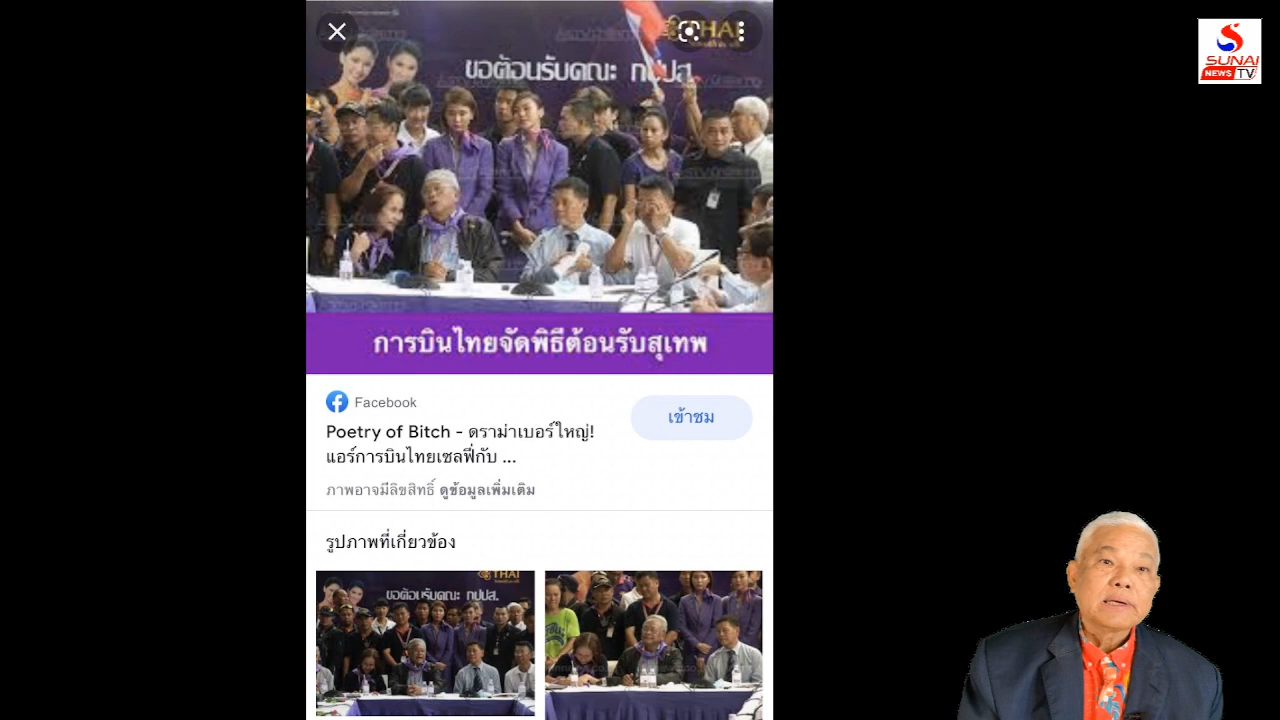 THAI
ขอต้อนรับคณะ กปปส.
SUNAI
NEWS TV
การบินไทยจัดพิธีต้อนรับสุเทพ
Facebook
เข้าชม
Poetry of Bitch - ดราม่าเบอร์ใหญ่!
แอร์การบินไทยเซลฟี่กับ ...
ภาพอาจมีลิขสิทธิ์ ดูข้อมูลเพิ่มเติม
รูปภาพที่เกี่ยวข้อง
THAI
ขอต้อนรับคณะ กปปส.